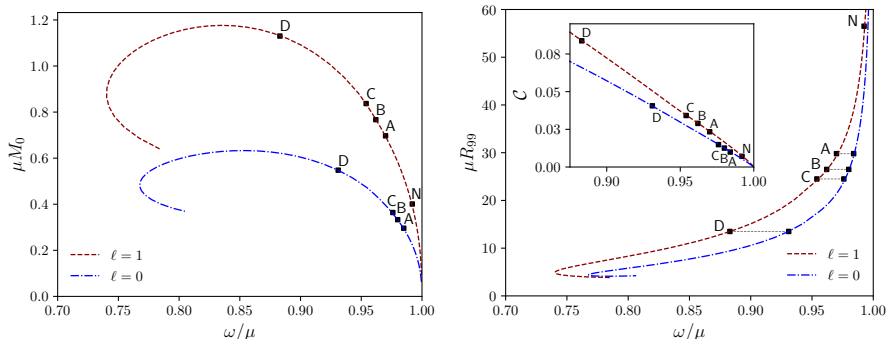 1.2
1.0
0.8
0.6
0.4
0.2
0.0
μM₀
D
C
B
A
N
D
C
B
A
ℓ = 1
ℓ = 0
0.70 0.75 0.80 0.85 0.90 0.95 1.00
ω/μ
60
50
40
30
20
10
0
μR₉₉
N
A
B
C
D
0.08
0.05
0.03
0.00
C
D
C
B
A
N
D
C
B
A
0.90 0.95 1.00
ℓ = 1
ℓ = 0
0.70 0.75 0.80 0.85 0.90 0.95 1.00
ω/μ